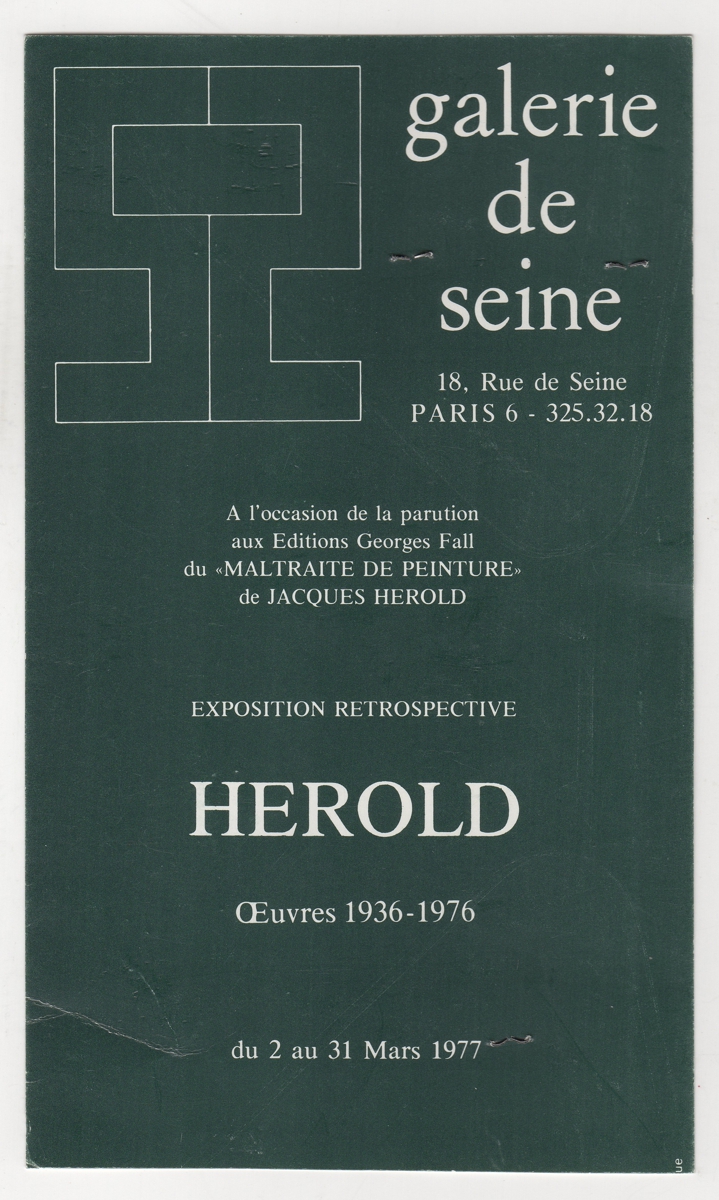 galerie
de
seine
18, Rue de Seine
PARIS 6 - 325.32.18
A l'occasion de la parution
aux Editions Georges Fall
du «MALTRAITE DE PEINTURE»
de JACQUES HEROLD
EXPOSITION RETROSPECTIVE
HEROLD
Œuvres 1936-1976
du 2 au 31 Mars 1977
ue